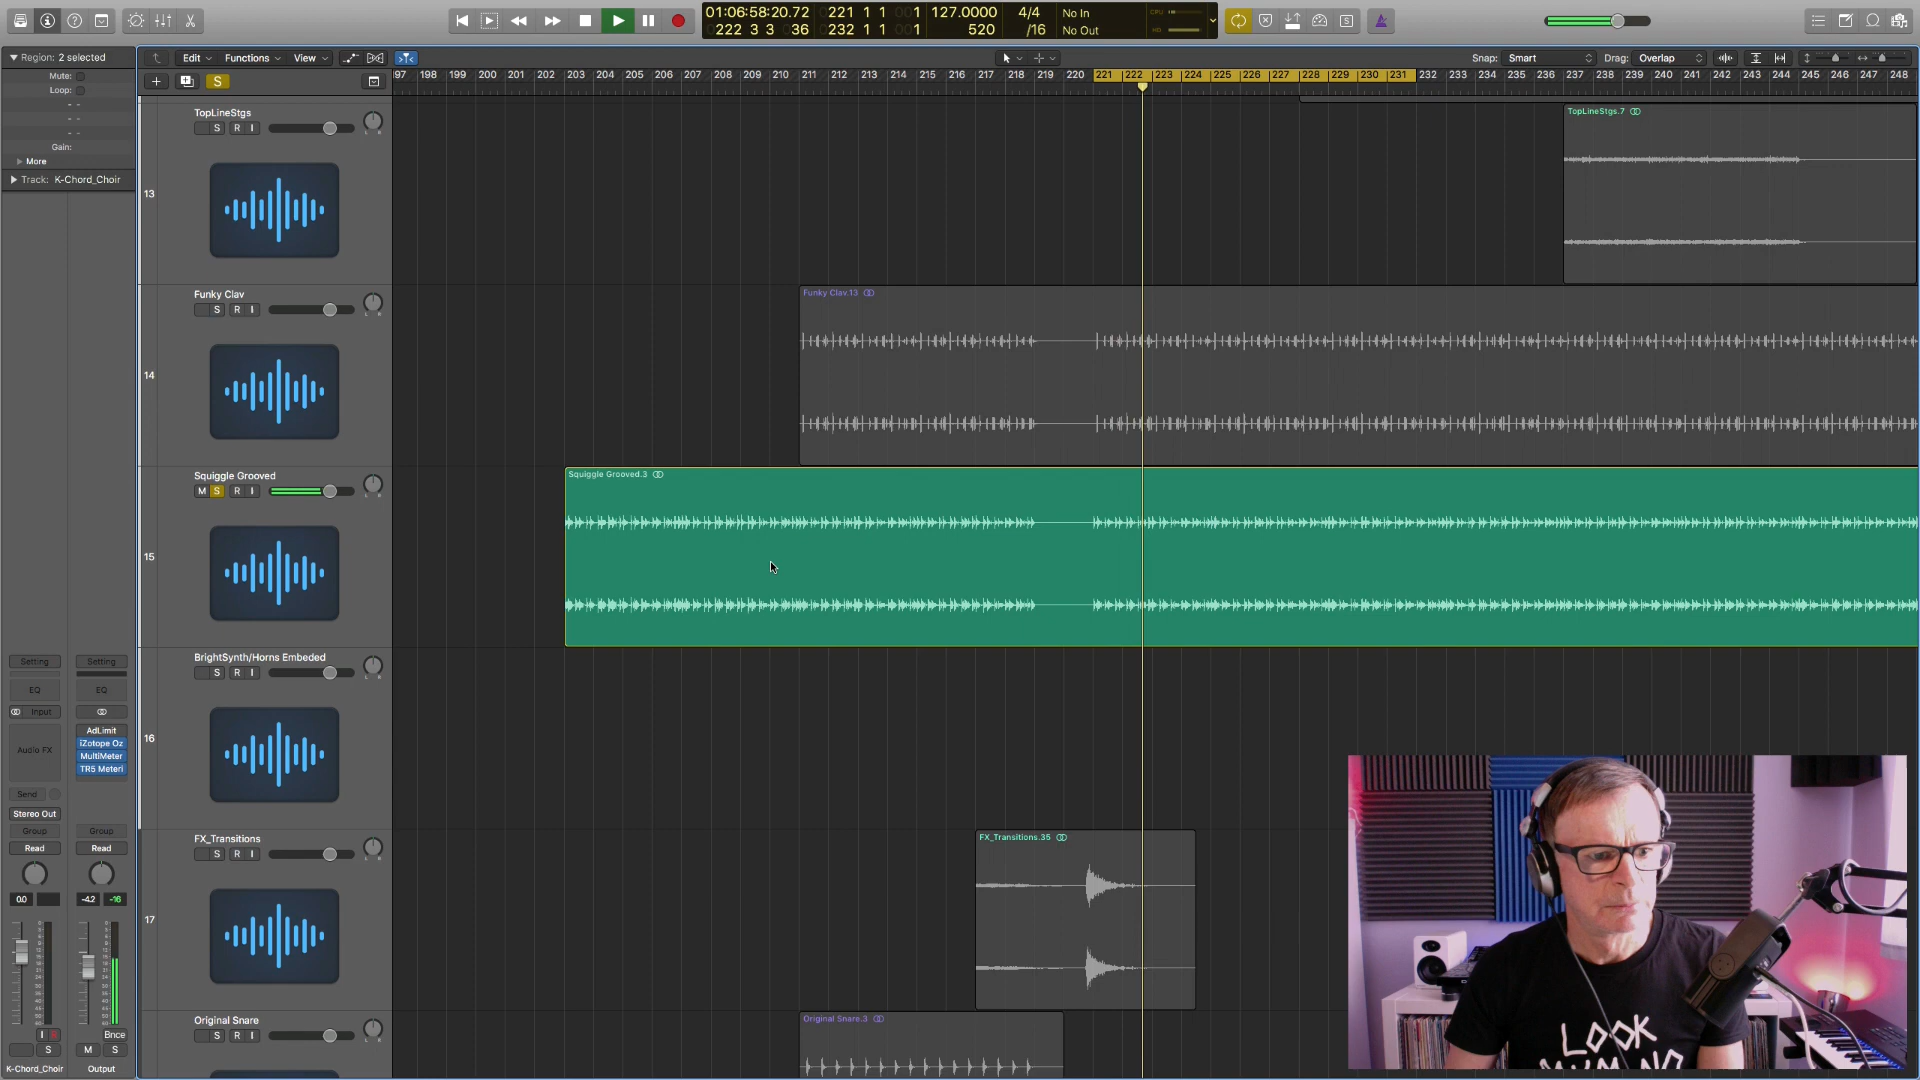 01:06:58:20.72 221 1 1 1 127.0000 4/4 No In
222 3 3 36 232 1 1 1 520 /16 No Out
CPU
HD
S
Region: 2 selected
Edit Functions View
Snap: Smart
Drag: Overlap
Mute:
Loop:
Gain:
More
Track: K-Chord_Choir
S
97 198 199 200 201 202 203 204 205 206 207 208 209 210 211 212 213 214 215 216 217 218 219 220 221 222 223 224 225 226 227 228 229 230 231 232 233 234 235 236 237 238 239 240 241 242 243 244 245 246 247 248
13
TopLineStgs
S R I
L R
TopLineStgs.7
14
Funky Clav
S R I
L R
Funky Clav.13
15
Squiggle Grooved
M S R I
L R
Squiggle Grooved.3
16
BrightSynth/Horns Embeded
S R I
L R
17
FX_Transitions
S R I
L R
FX_Transitions.35
Original Snare
S R I
L R
Original Snare.3
Setting Setting
EQ EQ
Input
Audio FX
AdLimit
iZotope Oz
MultiMeter
TR5 Meteri
Send
Stereo Out
Group Group
Read Read
0.0 -4.2 -16
I R Bnce
S M S
K-Chord_Choir Output
LOOK